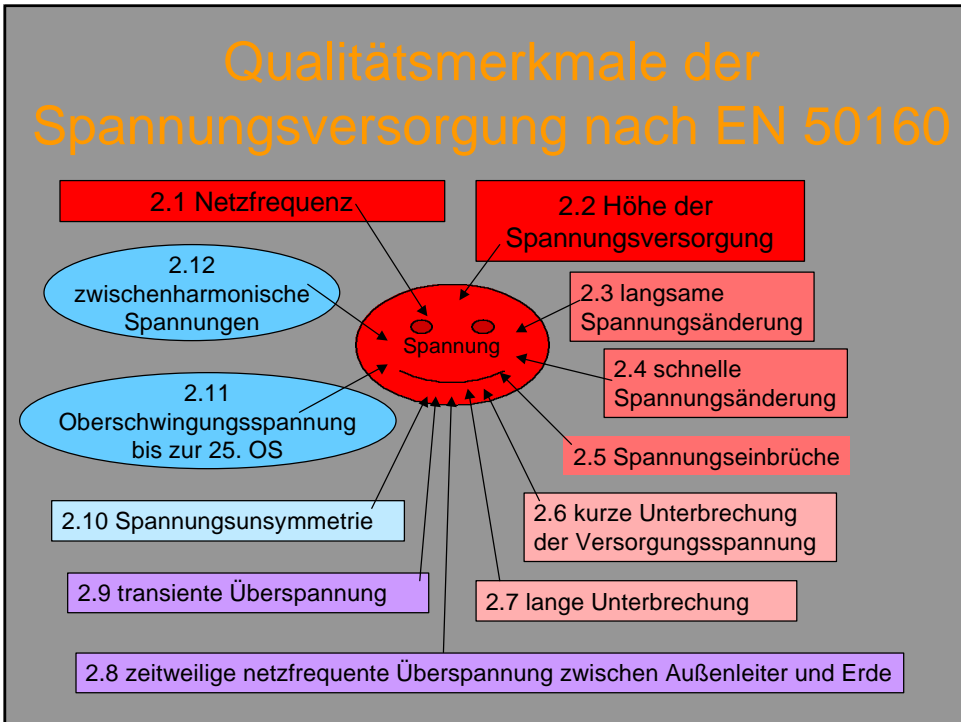 Qualitätsmerkmale der
Spannungsversorgung nach EN 50160
2.1 Netzfrequenz
2.2 Höhe der
Spannungsversorgung
2.12
zwischenharmonische
Spannungen
2.3 langsame
Spannungsänderung
Spannung
2.4 schnelle
Spannungsänderung
2.11
Oberschwingungsspannung
bis zur 25. OS
2.5 Spannungseinbrüche
2.10 Spannungsunsymmetrie
2.6 kurze Unterbrechung
der Versorgungsspannung
2.9 transiente Überspannung
2.7 lange Unterbrechung
2.8 zeitweilige netzfrequente Überspannung zwischen Außenleiter und Erde